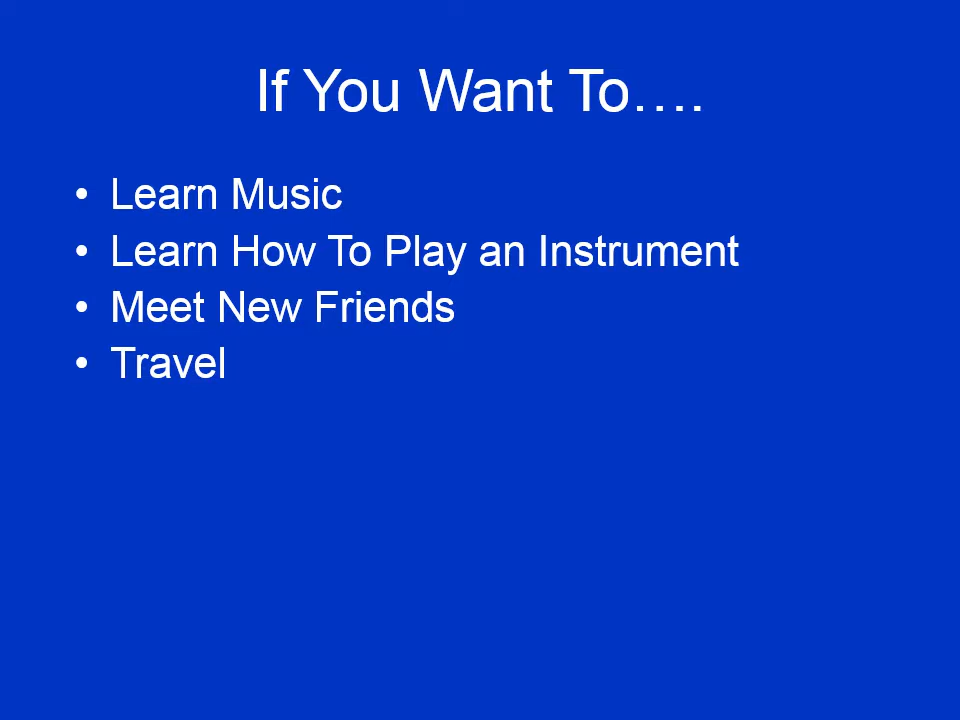 If You Want To….
• Learn Music
• Learn How To Play an Instrument
• Meet New Friends
• Travel